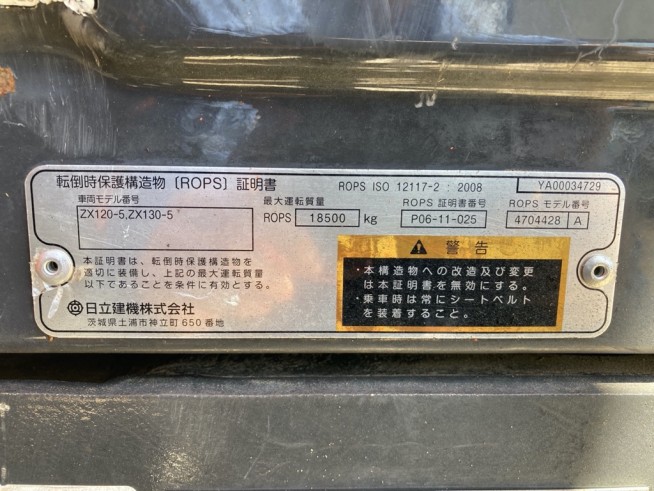 転倒時保護構造物〔ROPS〕証明書 ROPS ISO 12117-2 : 2008 YA00034729
車両モデル番号 最大運転質量 ROPS 証明書番号 ROPS モデル番号
ZX120-5,ZX130-5 ROPS 18500 kg P06-11-025 4704428 A
本証明書は、転倒時保護構造物を
適切に装備し、上記の最大運転質量
以下であることを条件に有効とする。
日立建機株式会社
茨城県土浦市神立町 650 番地
警告
・本構造物への改造及び変更
は本証明書を無効にする。
・乗車時は常にシートベルト
を装着すること。